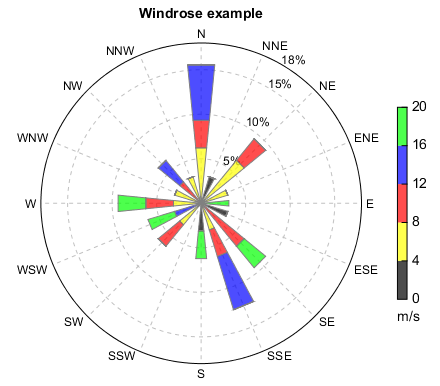 Windrose example
N
NNW
NNE
18%
NW
15%
NE
20
10%
WNW
ENE
16
5%
12
W
E
8
WSW
ESE
4
0
m/s
SW
SE
SSW
SSE
S